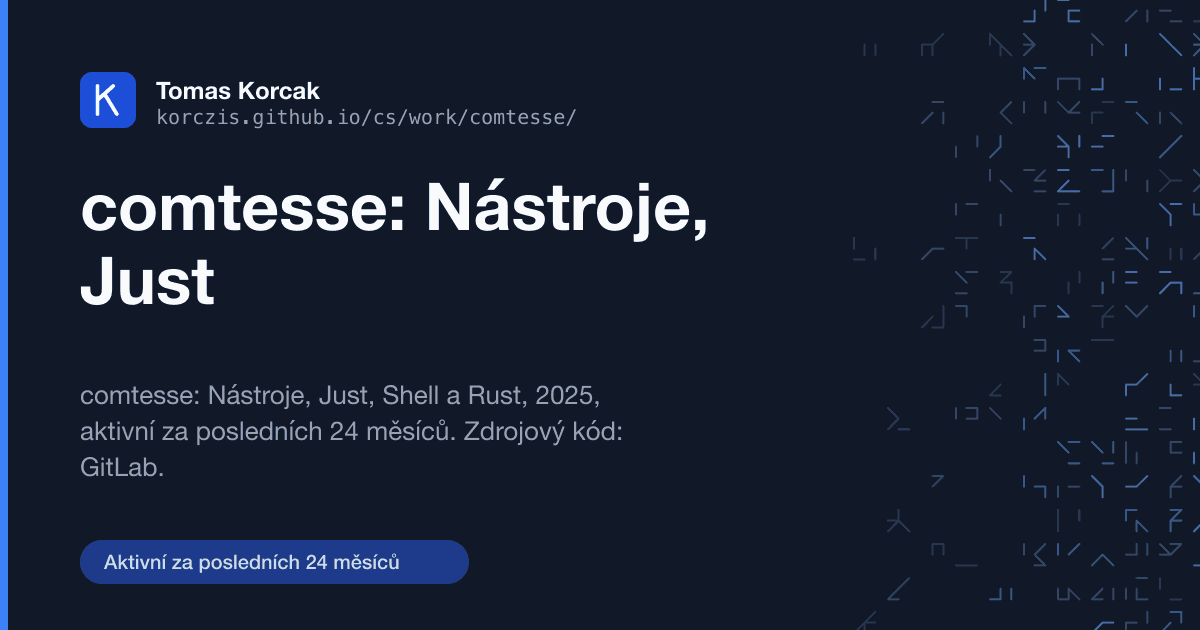 K
Tomas Korcak
korczis.github.io/cs/work/comtesse/
comtesse: Nástroje,
Just
comtesse: Nástroje, Just, Shell a Rust, 2025,
aktivní za posledních 24 měsíců. Zdrojový kód:
GitLab.
Aktivní za posledních 24 měsíců